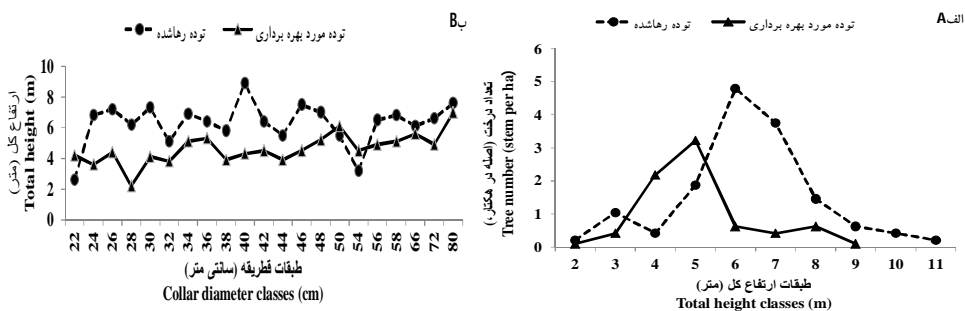 بB
توده رهاشده
توده مورد بهره برداری
10
8
6
4
2
0
ارتفاع کل (متر)
Total height (m)
22 24 26 28 30 32 34 36 38 40 42 44 46 48 50 54 56 58 66 72 80
طبقات قطریقه (سانتی متر)
Collar diameter classes (cm)
الفA
توده رهاشده
توده مورد بهره برداری
6
5
4
3
2
1
0
تعداد درخت (اصله در هکتار)
Tree number (stem per ha)
2 3 4 5 6 7 8 9 10 11
طبقات ارتفاع کل (متر)
Total height classes (m)